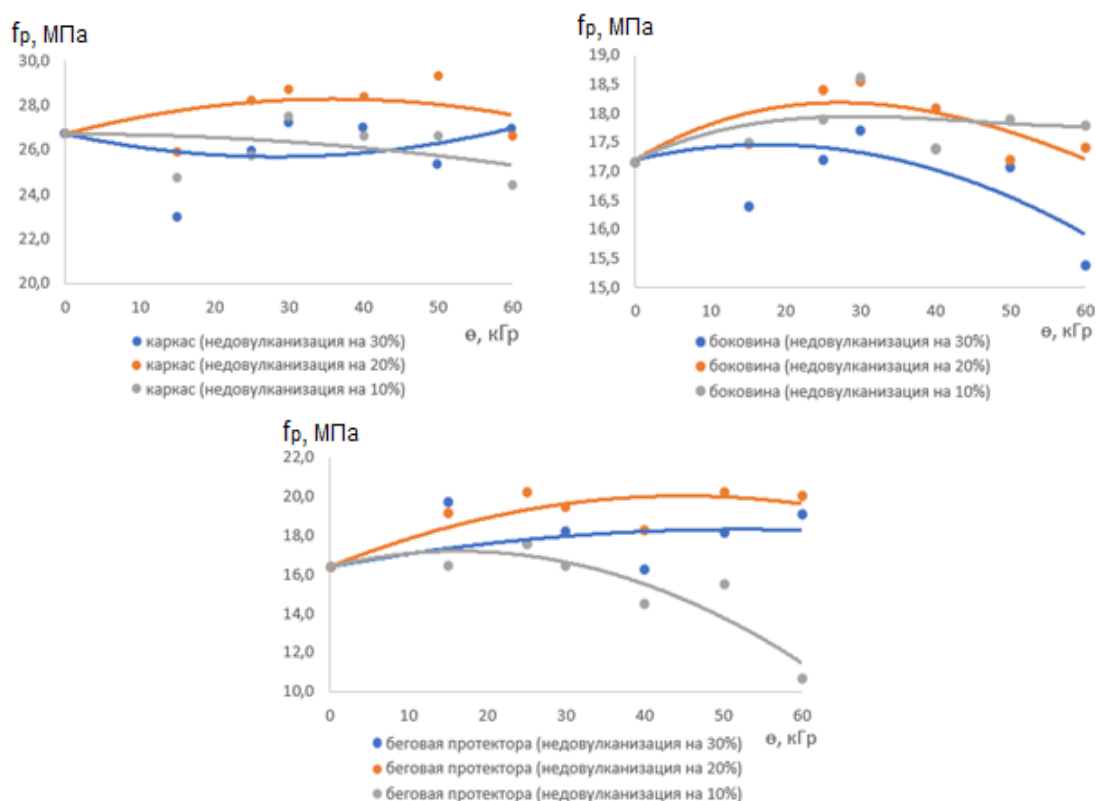 fр, МПа
30,0
28,0
26,0
24,0
22,0
20,0
0 10 20 30 40 50 60
ө, кГр
каркас (недовулканизация на 30%)
каркас (недовулканизация на 20%)
каркас (недовулканизация на 10%)
fр, МПа
19,0
18,5
18,0
17,5
17,0
16,5
16,0
15,5
15,0
0 10 20 30 40 50 60
ө, кГр
боковина (недовулканизация на 30%)
боковина (недовулканизация на 20%)
боковина (недовулканизация на 10%)
fр, МПа
22,0
20,0
18,0
16,0
14,0
12,0
10,0
0 10 20 30 40 50 60
ө, кГр
беговая протектора (недовулканизация на 30%)
беговая протектора (недовулканизация на 20%)
беговая протектора (недовулканизация на 10%)